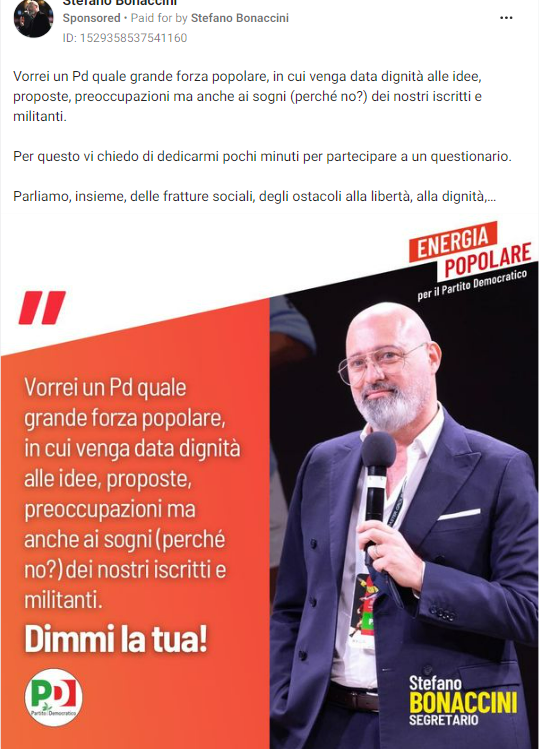 Stefano Bonaccini
Sponsored • Paid for by Stefano Bonaccini
ID: 1529358537541160
Vorrei un Pd quale grande forza popolare, in cui venga data dignità alle idee,
proposte, preoccupazioni ma anche ai sogni (perché no?) dei nostri iscritti e
militanti.
Per questo vi chiedo di dedicarmi pochi minuti per partecipare a un questionario.
Parliamo, insieme, delle fratture sociali, degli ostacoli alla libertà, alla dignità,...
ENERGIA
POPOLARE
per il Partito Democratico
"
Vorrei un Pd quale
grande forza popolare,
in cui venga data dignità
alle idee, proposte,
preoccupazioni ma
anche ai sogni (perché
no?) dei nostri iscritti e
militanti.
Dimmi la tua!
PD
Partito Democratico
Stefano
BONACCINI
SEGRETARIO